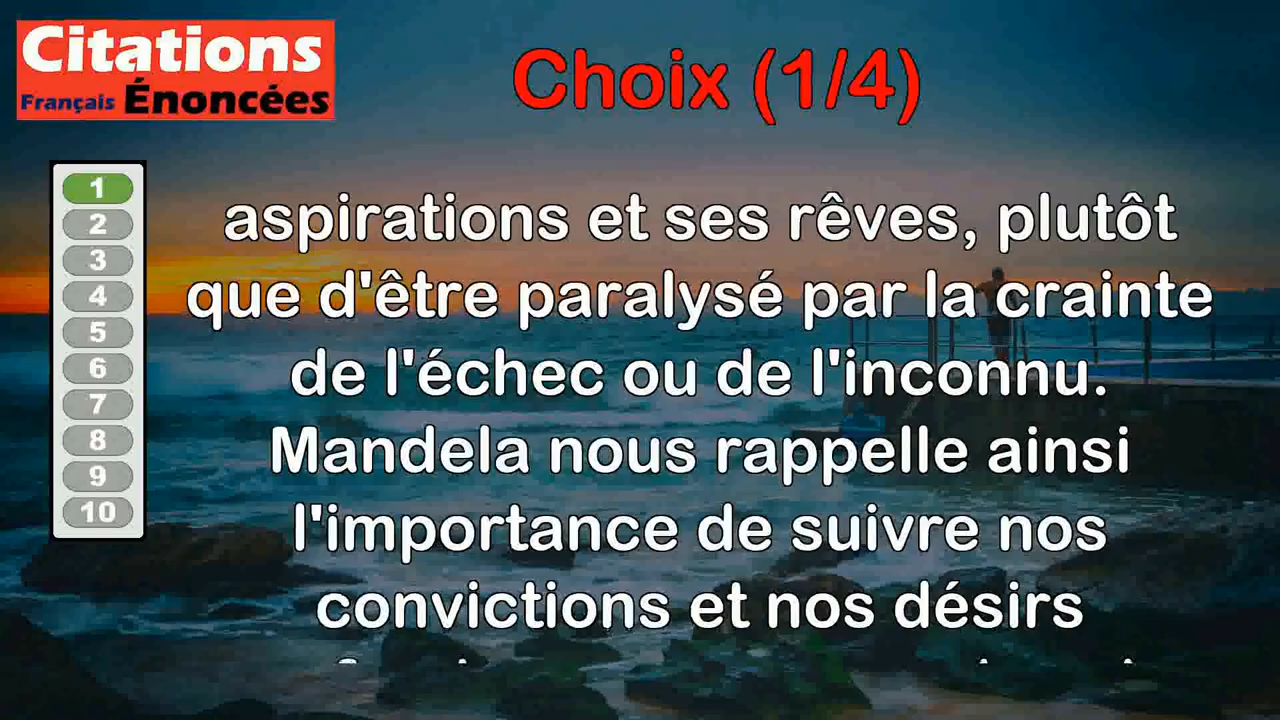 Citations
Français Énoncées
Choix (1/4)
1
2
3
4
5
6
7
8
9
10
aspirations et ses rêves, plutôt
que d'être paralysé par la crainte
de l'échec ou de l'inconnu.
Mandela nous rappelle ainsi
l'importance de suivre nos
convictions et nos désirs